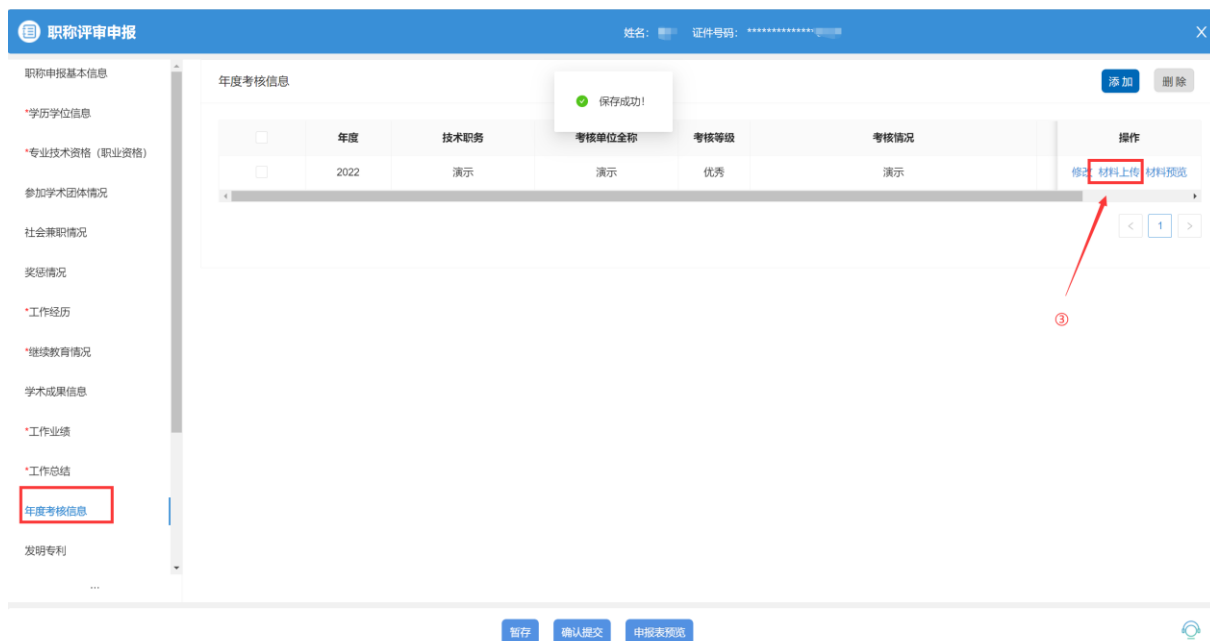 职称评审申报 姓名： 证件号码：************** X
职称申报基本信息
*学历学位信息
*专业技术资格（职业资格）
参加学术团体情况
社会兼职情况
奖惩情况
*工作经历
*继续教育情况
学术成果信息
*工作业绩
*工作总结
年度考核信息
发明专利
...
年度考核信息 添加 删除
保存成功!
年度 技术职务 考核单位全称 考核等级 考核情况 操作
2022 演示 演示 优秀 演示 修改 材料上传 材料预览
< 1 >
③
暂存 确认提交 申报表预览